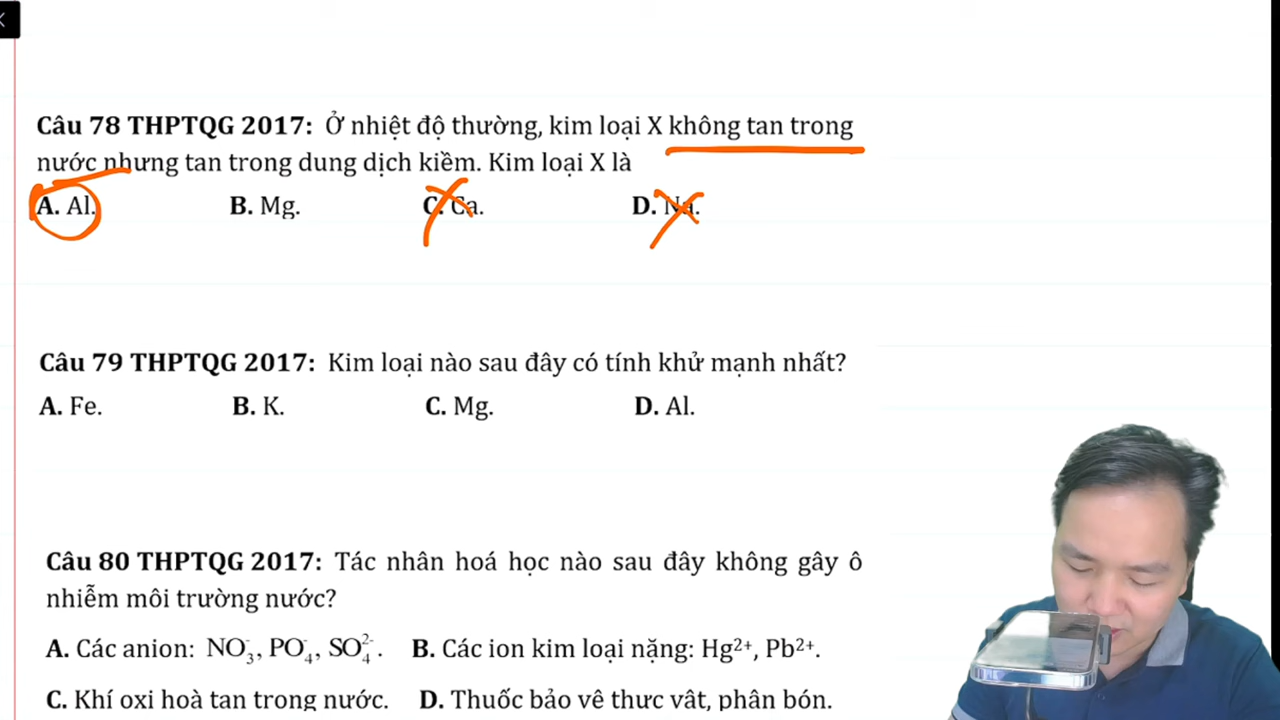 Câu 78 THPTQG 2017: Ở nhiệt độ thường, kim loại X không tan trong
nước nhưng tan trong dung dịch kiềm. Kim loại X là
A. Al. B. Mg. C. Ca. D. Na.
Câu 79 THPTQG 2017: Kim loại nào sau đây có tính khử mạnh nhất?
A. Fe. B. K. C. Mg. D. Al.
Câu 80 THPTQG 2017: Tác nhân hoá học nào sau đây không gây ô
nhiễm môi trường nước?
A. Các anion: NO₃⁻, PO₄⁻, SO₄²⁻. B. Các ion kim loại nặng: Hg²⁺, Pb²⁺.
C. Khí oxi hoà tan trong nước. D. Thuốc bảo vệ thực vật, phân bón.